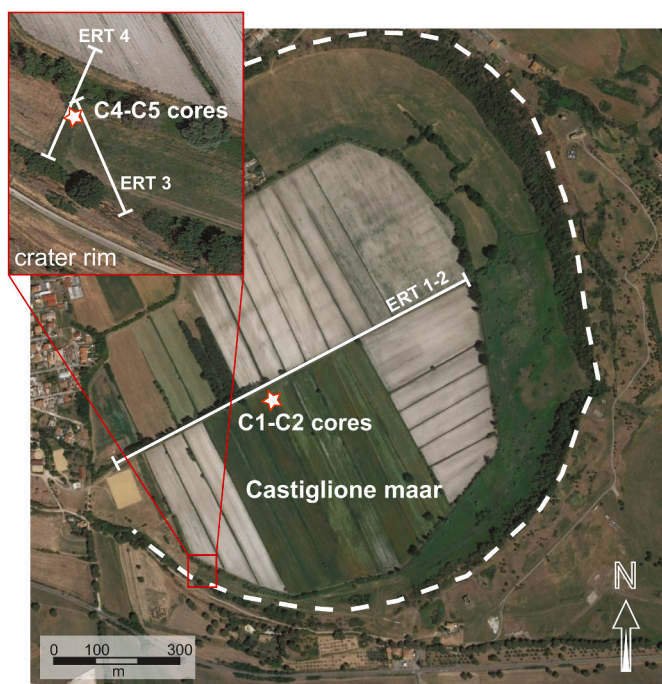 ERT 4
C4-C5 cores
ERT 3
crater rim
ERT 1-2
C1-C2 cores
Castiglione maar
N
0 100 300
m